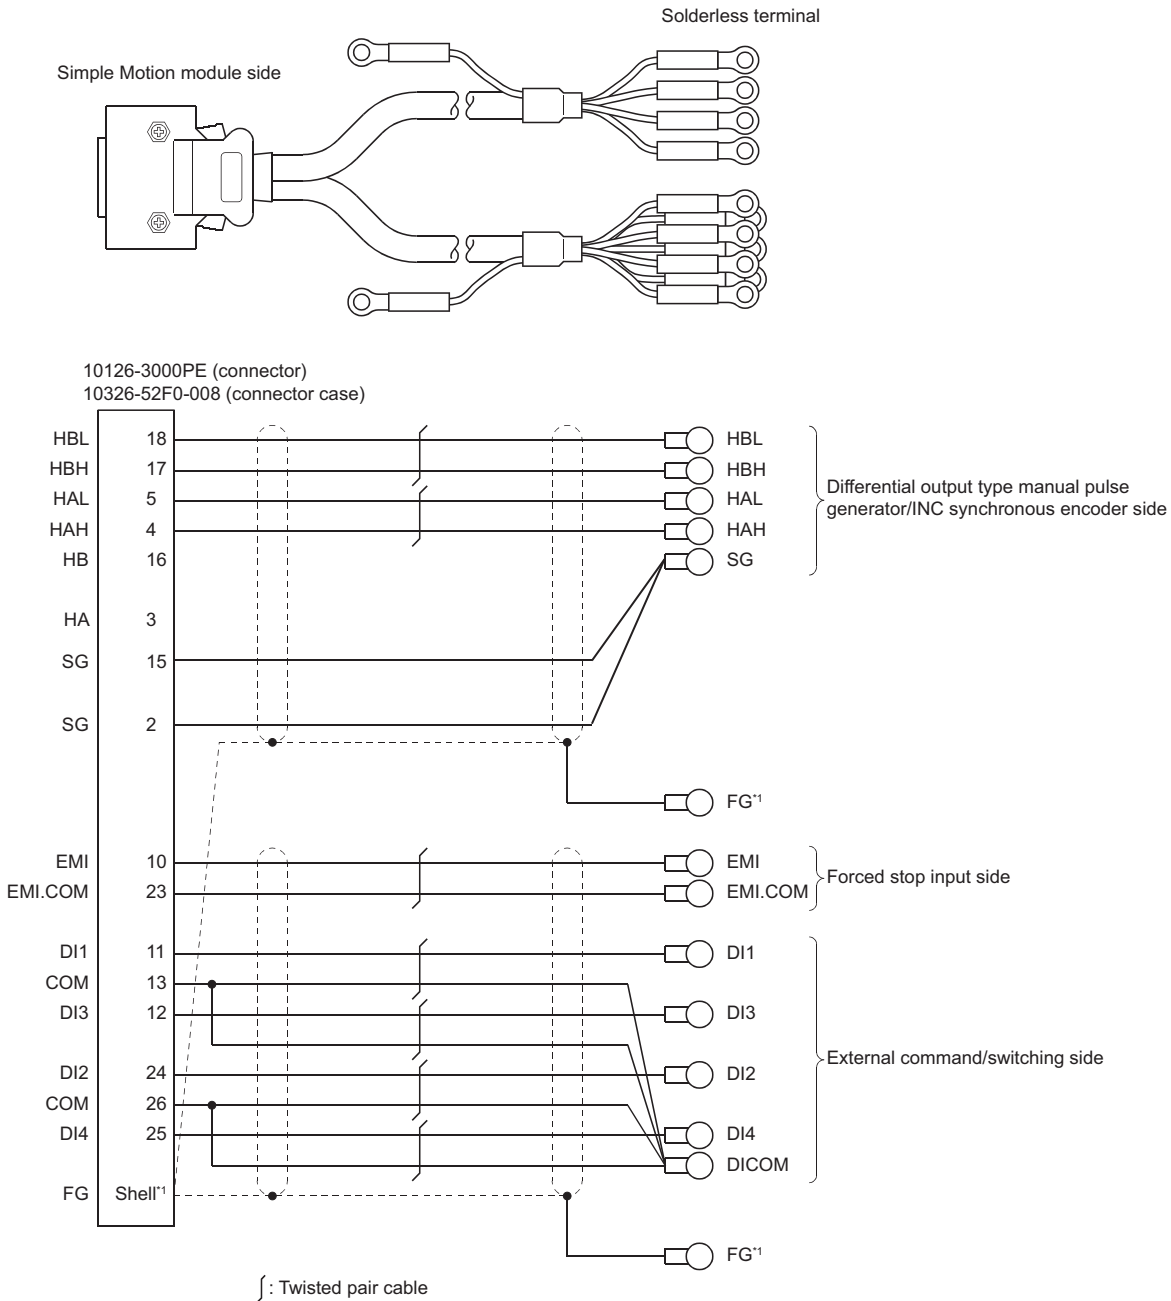 Solderless terminal
Simple Motion module side
10126-3000PE (connector)
10326-52F0-008 (connector case)
HBL 18 HBL
HBH 17 HBH
HAL 5 HAL
HAH 4 HAH
HB 16 SG
Differential output type manual pulse
generator/INC synchronous encoder side
HA 3
SG 15
SG 2
FG*1
EMI 10 EMI
EMI.COM 23 EMI.COM
Forced stop input side
DI1 11 DI1
COM 13
DI3 12 DI3
DI2 24 DI2
COM 26
DI4 25 DI4
DICOM
External command/switching side
FG Shell*1
FG*1
: Twisted pair cable